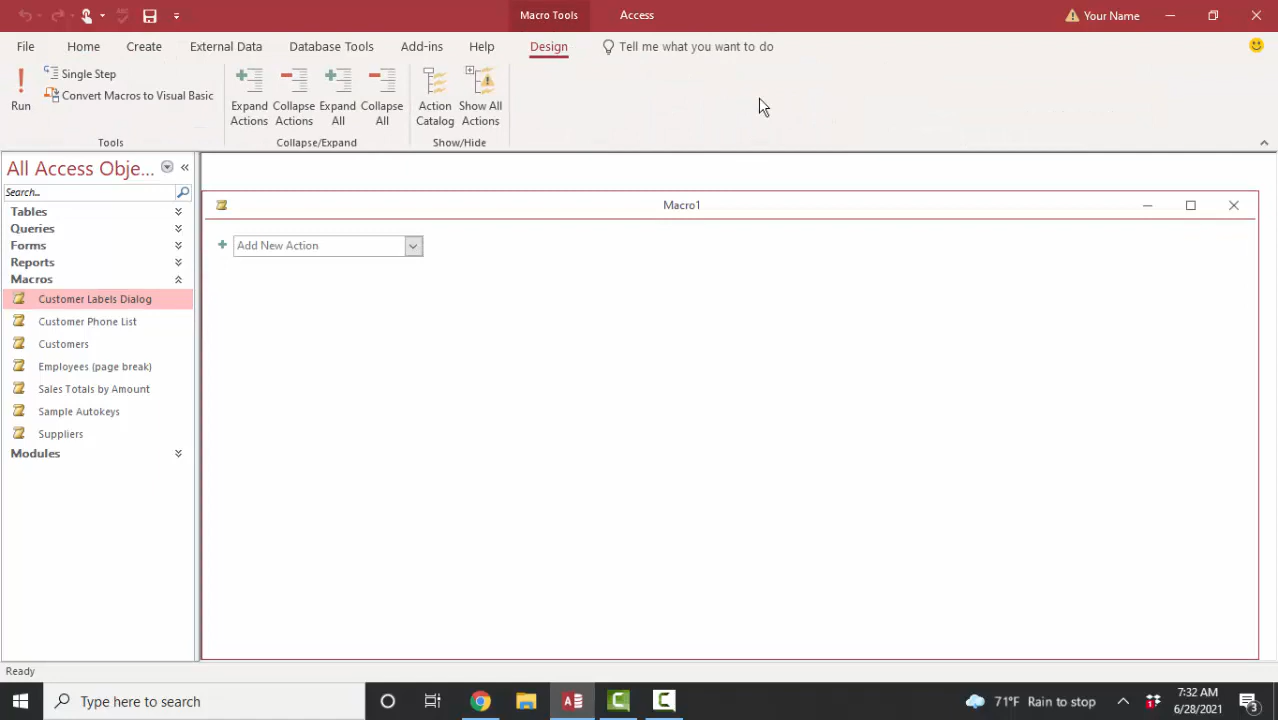 Macro Tools
Access
Your Name
File
Home
Create
External Data
Database Tools
Add-ins
Help
Design
Tell me what you want to do
Run
Single Step
Convert Macros to Visual Basic
Tools
Expand Actions
Collapse Actions
Expand All
Collapse All
Collapse/Expand
Action Catalog
Show All Actions
Show/Hide
All Access Obje...
Search...
Tables
Queries
Forms
Reports
Macros
Customer Labels Dialog
Customer Phone List
Customers
Employees (page break)
Sales Totals by Amount
Sample Autokeys
Suppliers
Modules
Macro1
Add New Action
Ready
Type here to search
71°F Rain to stop
1
7:32 AM
6/28/2021
3